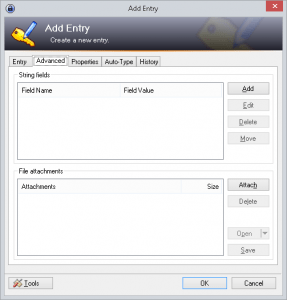 Add Entry
Add Entry
Create a new entry.
Entry Advanced Properties Auto-Type History
String fields
Field Name Field Value
Add
Edit
Delete
Move
File attachments
Attachments Size
Attach
Delete
Open
Save
Tools OK Cancel